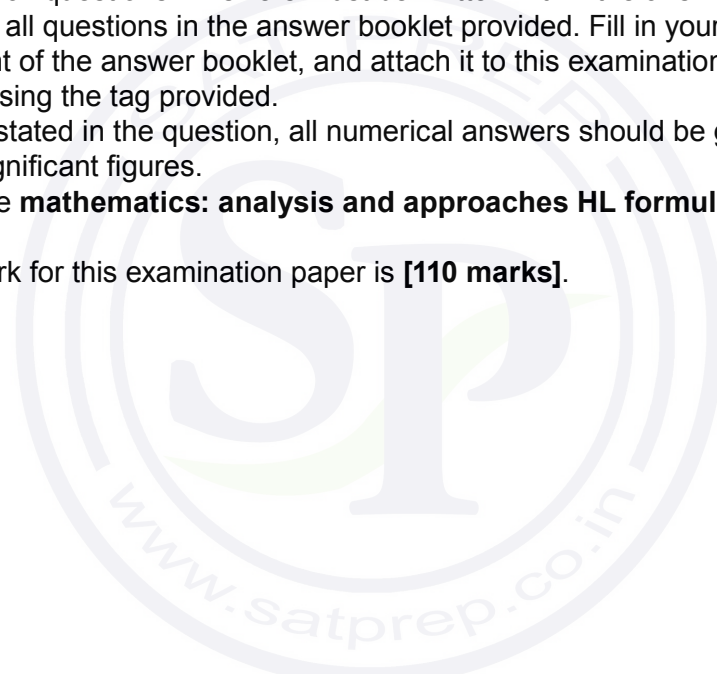 all questions in the answer booklet provided. Fill in your
t of the answer booklet, and attach it to this examination
sing the tag provided.
stated in the question, all numerical answers should be
gnificant figures.
e mathematics: analysis and approaches HL formul
rk for this examination paper is [110 marks].
SATPREP
SP
www.satprep.co.in